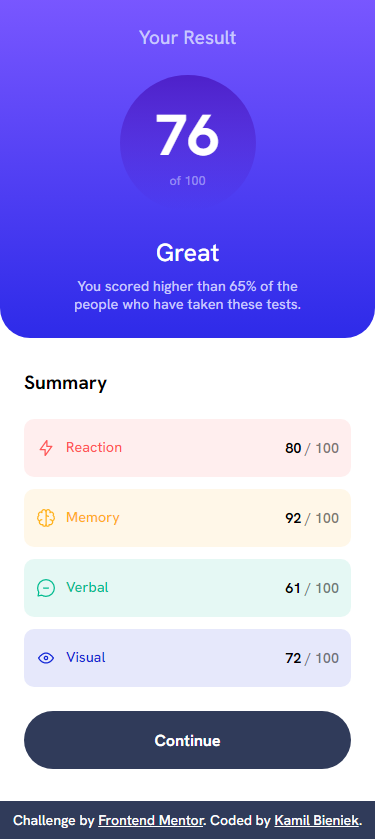 Your Result
76
of 100
Great
You scored higher than 65% of the
people who have taken these tests.
Summary
Reaction 80 / 100
Memory 92 / 100
Verbal 61 / 100
Visual 72 / 100
Continue
Challenge by Frontend Mentor. Coded by Kamil Bieniek.